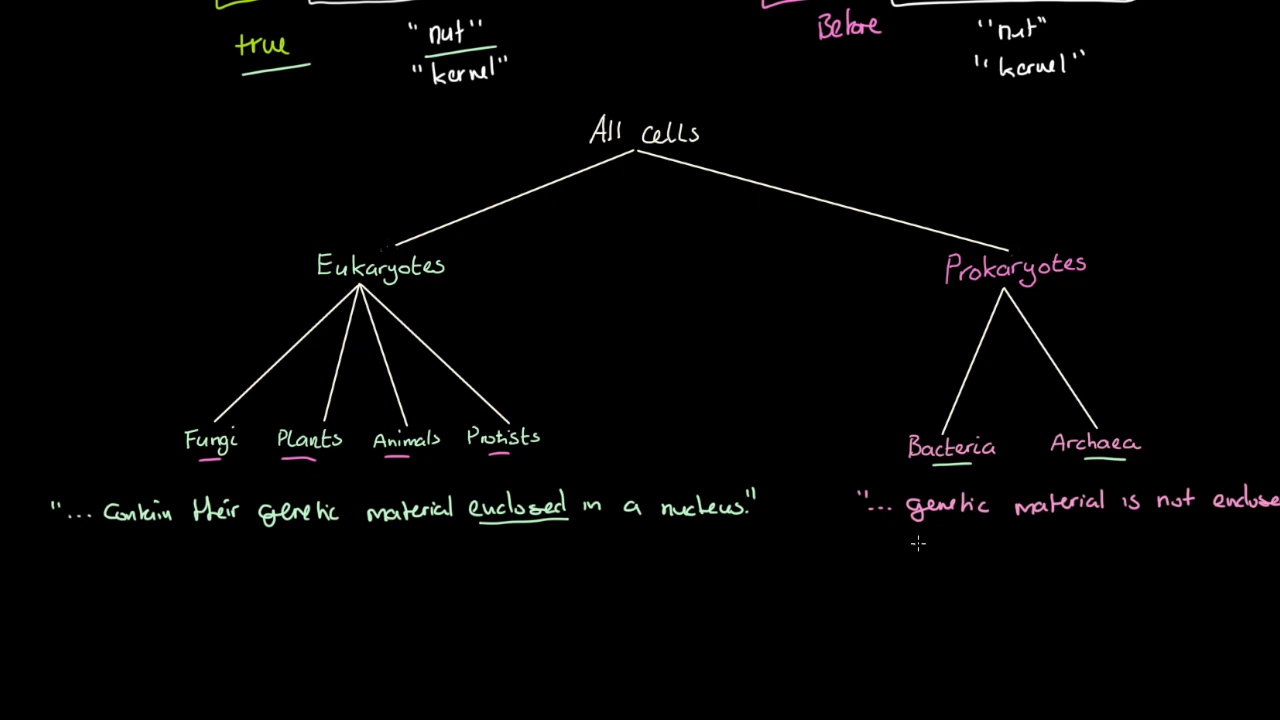 true
"nut"
"kernel"
Before
"nut"
"kernel"
All cells
Eukaryotes
Prokaryotes
Fungi Plants Animals Protists
Bacteria Archaea
"... Contain their genetic material enclosed in a nucleus."
"... genetic material is not enclose